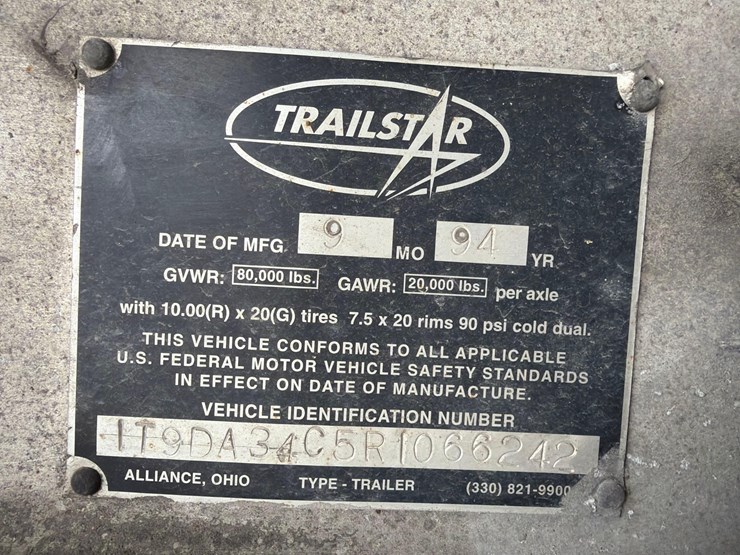 TRAILSTAR
DATE OF MFG 9 MO 94 YR
GVWR: 80,000 lbs. GAWR: 20,000 lbs. per axle
with 10.00(R) x 20(G) tires 7.5 x 20 rims 90 psi cold dual.
THIS VEHICLE CONFORMS TO ALL APPLICABLE
U.S. FEDERAL MOTOR VEHICLE SAFETY STANDARDS
IN EFFECT ON DATE OF MANUFACTURE.
VEHICLE IDENTIFICATION NUMBER
1T9DA34C5R1066242
ALLIANCE, OHIO TYPE - TRAILER (330) 821-9900